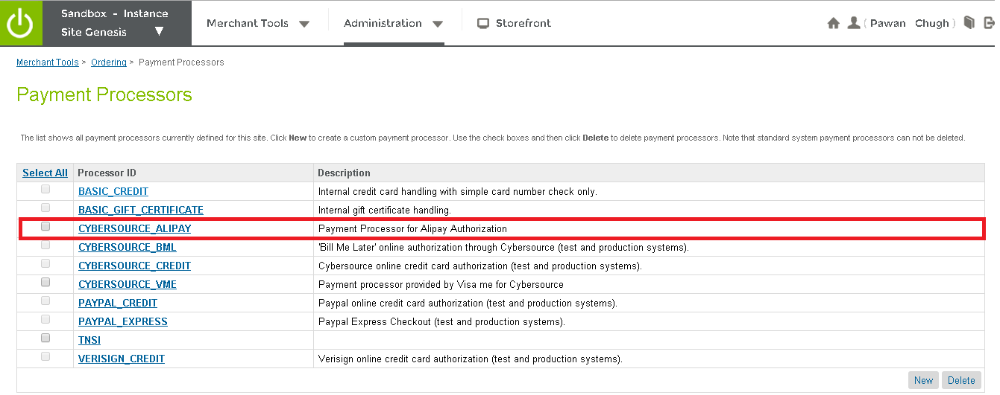 Sandbox - Instance
Site Genesis ▼
Merchant Tools
Administration
Storefront
( Pawan Chugh )
Merchant Tools > Ordering > Payment Processors
Payment Processors
The list shows all payment processors currently defined for this site. Click New to create a custom payment processor. Use the check boxes and then click Delete to delete payment processors. Note that standard system payment processors can not be deleted.
Select All Processor ID Description
BASIC_CREDIT Internal credit card handling with simple card number check only.
BASIC_GIFT_CERTIFICATE Internal gift certificate handling.
CYBERSOURCE_ALIPAY Payment Processor for Alipay Authorization
CYBERSOURCE_BML 'Bill Me Later' online authorization through Cybersource (test and production systems).
CYBERSOURCE_CREDIT Cybersource online credit card authorization (test and production systems).
CYBERSOURCE_VME Payment processor provided by Visa me for Cybersource
PAYPAL_CREDIT Paypal online credit card authorization (test and production systems).
PAYPAL_EXPRESS Paypal Express Checkout (test and production systems).
TNSI
VERISIGN_CREDIT Verisign online credit card authorization (test and production systems).
New Delete